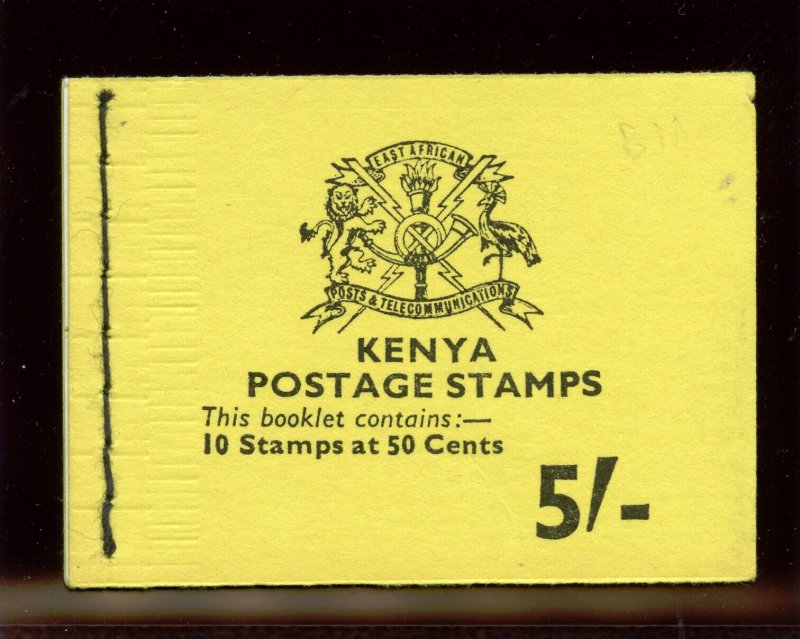 EAST AFRICAN
POSTS & TELECOMMUNICATIONS
KENYA
POSTAGE STAMPS
This booklet contains:—
10 Stamps at 50 Cents
5/-